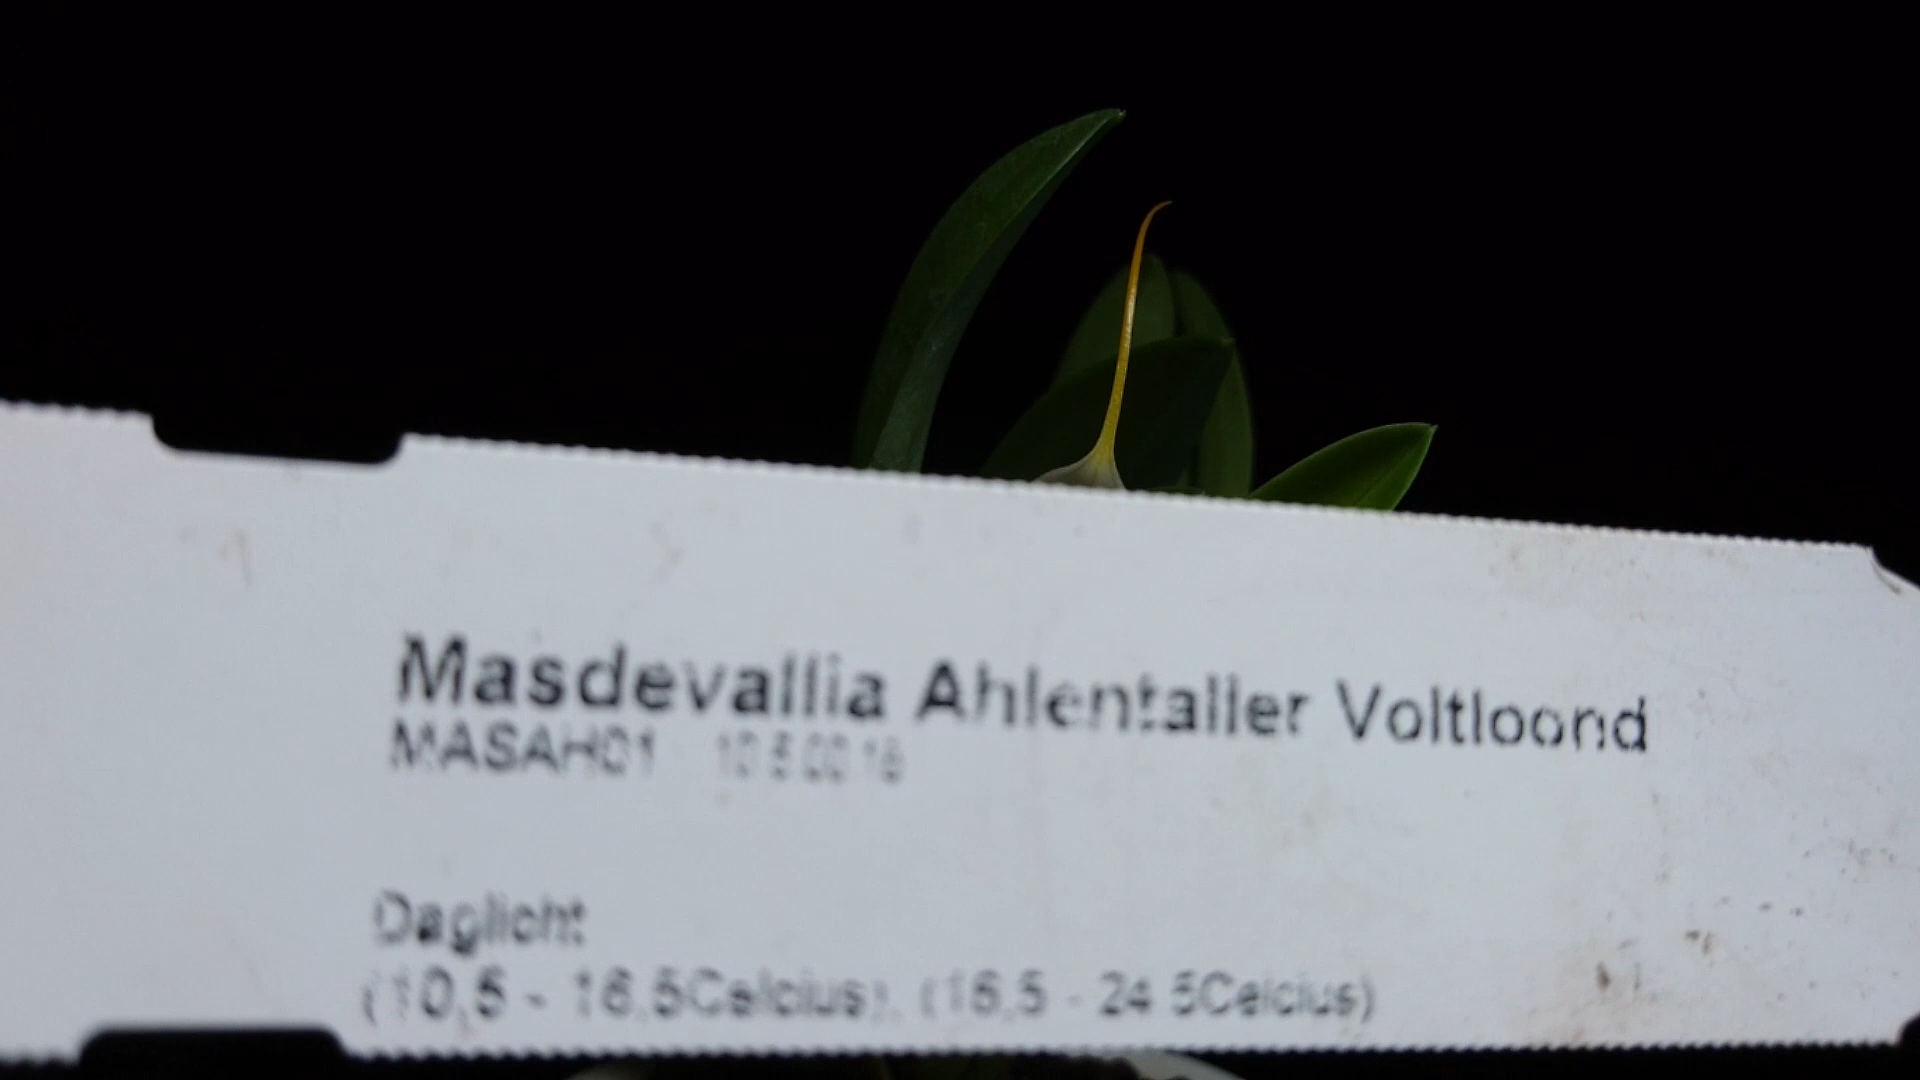 Masdevallia Ahlentaller Voltloond
MASAH01
Daglicht
(10,5 - 16,5Celcius), (16,5 - 24 5Celcius)